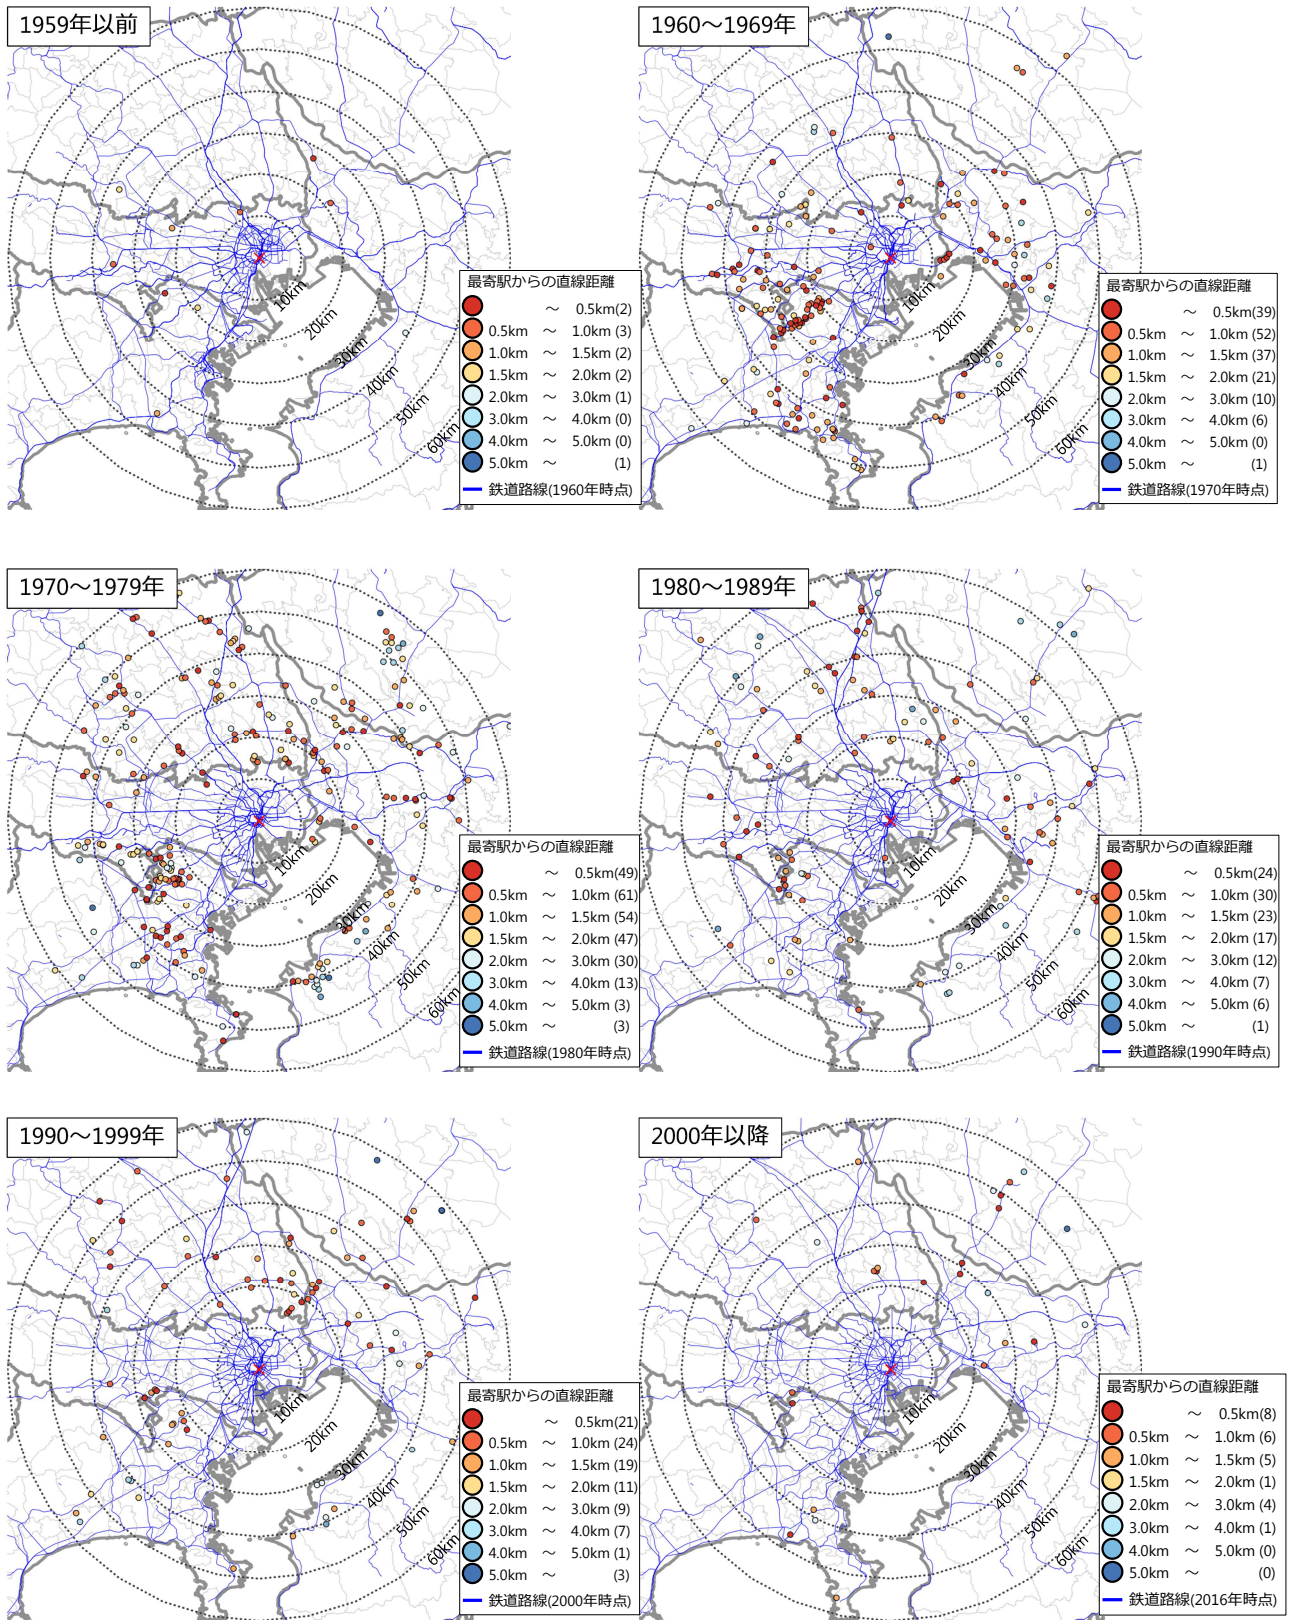 1959年以前
10km
20km
30km
40km
50km
60km
最寄駅からの直線距離
～ 0.5km(2)
0.5km ～ 1.0km (3)
1.0km ～ 1.5km (2)
1.5km ～ 2.0km (2)
2.0km ～ 3.0km (1)
3.0km ～ 4.0km (0)
4.0km ～ 5.0km (0)
5.0km ～ (1)
鉄道路線(1960年時点)
1960～1969年
10km
20km
30km
40km
50km
60km
最寄駅からの直線距離
～ 0.5km(39)
0.5km ～ 1.0km (52)
1.0km ～ 1.5km (37)
1.5km ～ 2.0km (21)
2.0km ～ 3.0km (10)
3.0km ～ 4.0km (6)
4.0km ～ 5.0km (0)
5.0km ～ (1)
鉄道路線(1970年時点)
1970～1979年
10km
20km
30km
40km
50km
60km
最寄駅からの直線距離
～ 0.5km(49)
0.5km ～ 1.0km (61)
1.0km ～ 1.5km (54)
1.5km ～ 2.0km (47)
2.0km ～ 3.0km (30)
3.0km ～ 4.0km (13)
4.0km ～ 5.0km (3)
5.0km ～ (3)
鉄道路線(1980年時点)
1980～1989年
10km
20km
30km
40km
50km
60km
最寄駅からの直線距離
～ 0.5km(24)
0.5km ～ 1.0km (30)
1.0km ～ 1.5km (23)
1.5km ～ 2.0km (17)
2.0km ～ 3.0km (12)
3.0km ～ 4.0km (7)
4.0km ～ 5.0km (6)
5.0km ～ (1)
鉄道路線(1990年時点)
1990～1999年
10km
20km
30km
40km
50km
60km
最寄駅からの直線距離
～ 0.5km(21)
0.5km ～ 1.0km (24)
1.0km ～ 1.5km (19)
1.5km ～ 2.0km (11)
2.0km ～ 3.0km (9)
3.0km ～ 4.0km (7)
4.0km ～ 5.0km (1)
5.0km ～ (3)
鉄道路線(2000年時点)
2000年以降
10km
20km
30km
40km
50km
60km
最寄駅からの直線距離
～ 0.5km(8)
0.5km ～ 1.0km (6)
1.0km ～ 1.5km (5)
1.5km ～ 2.0km (1)
2.0km ～ 3.0km (4)
3.0km ～ 4.0km (1)
4.0km ～ 5.0km (0)
5.0km ～ (0)
鉄道路線(2016年時点)